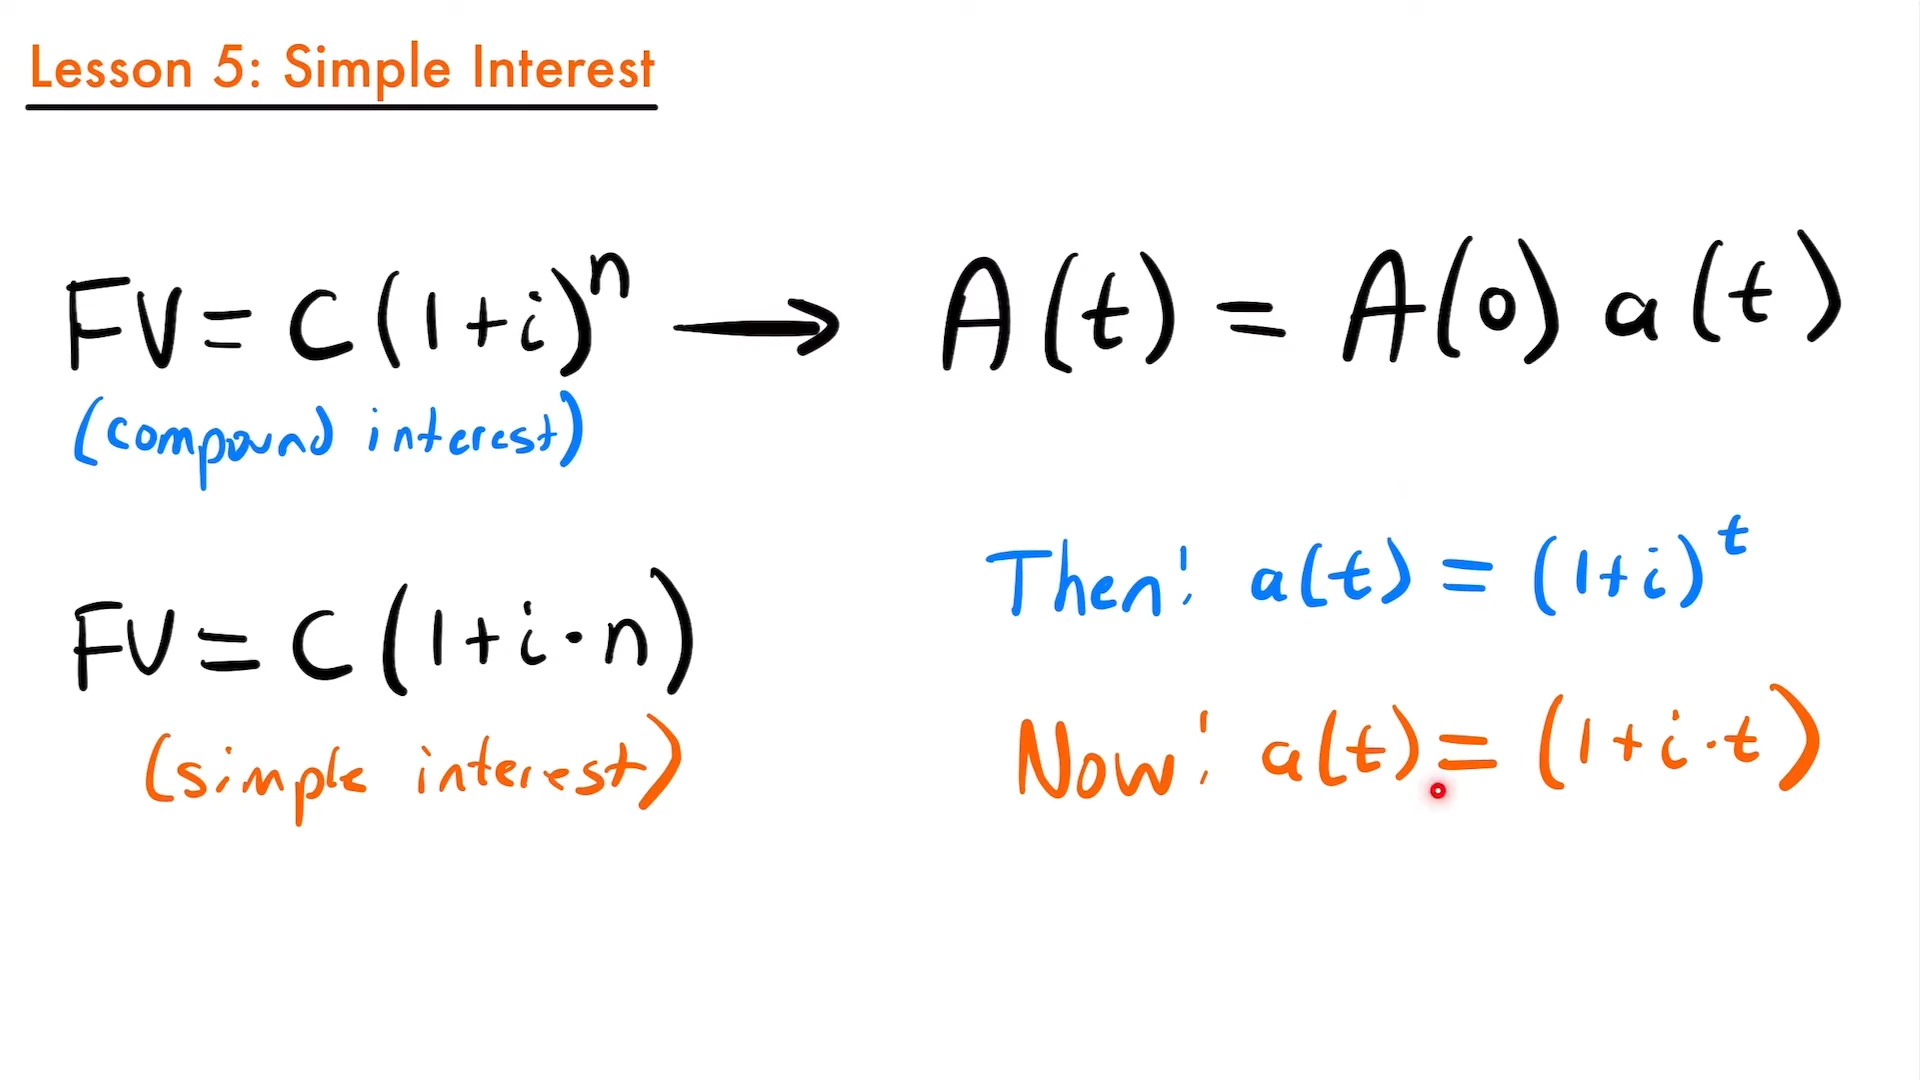 Lesson 5: Simple Interest
FV = C(1+i)^n → A(t) = A(0) a(t)
(compound interest)
Then: a(t) = (1+i)^t
FV = C(1+i·n)
Now: a(t) = (1+i·t)
(simple interest)